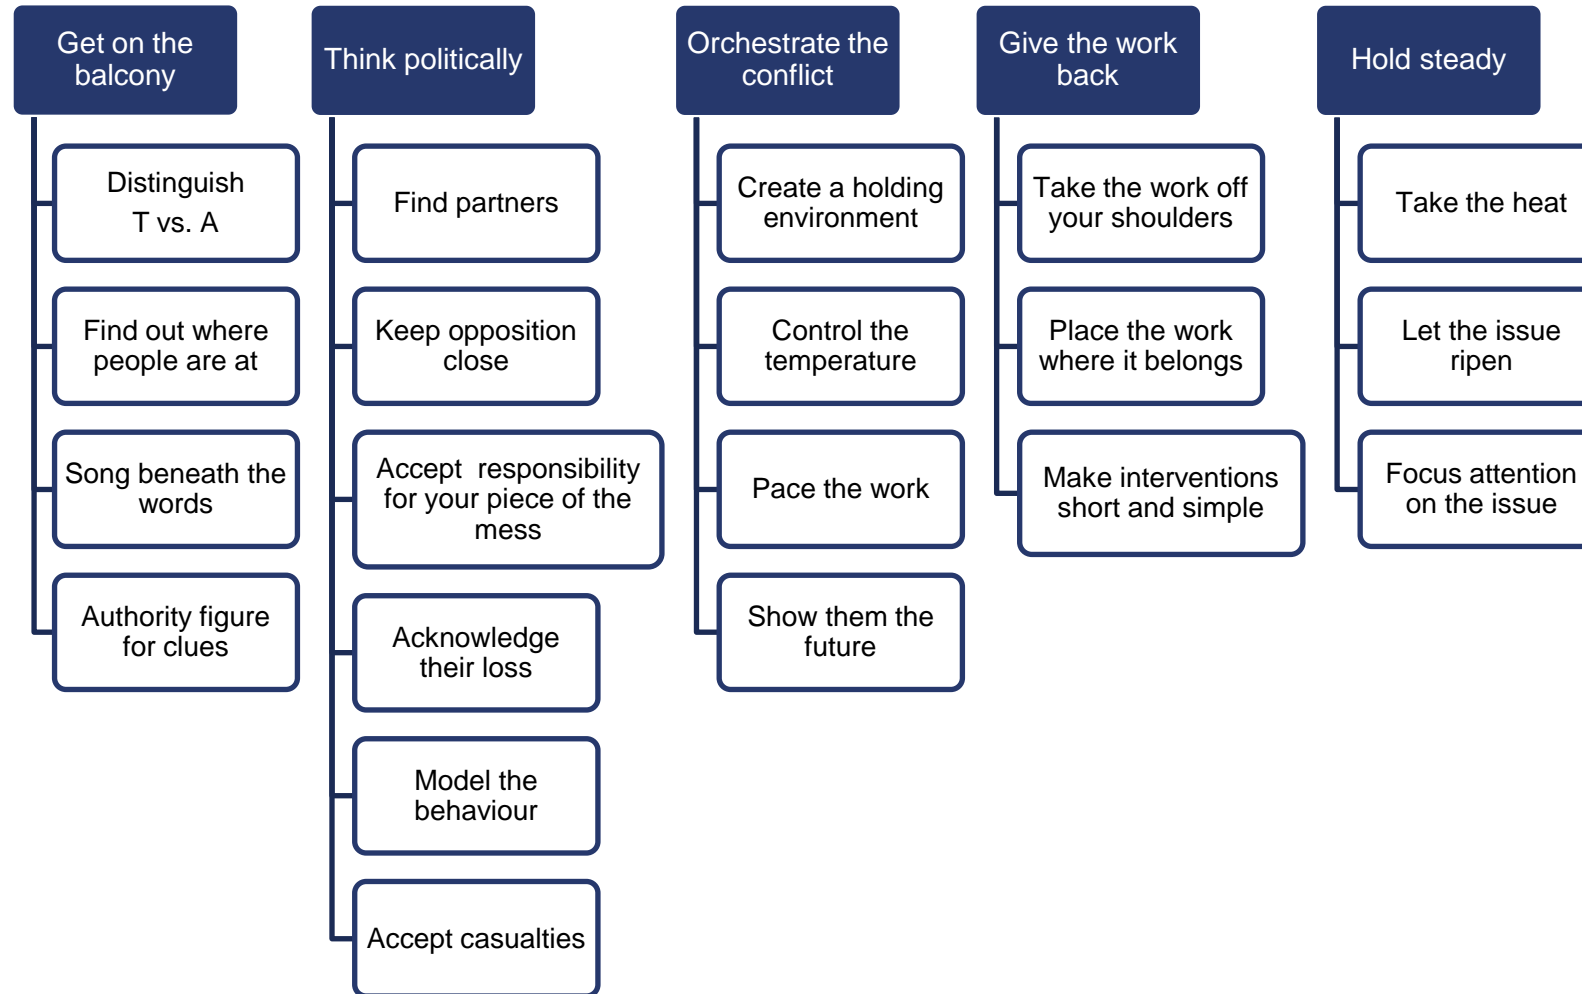 Get on the
balcony
Distinguish
T vs. A
Find out where
people are at
Song beneath the
words
Authority figure
for clues
Think politically
Find partners
Keep opposition
close
Accept  responsibility
for your piece of the
mess
Acknowledge
their loss
Model the
behaviour
Accept casualties
Orchestrate the
conflict
Create a holding
environment
Control the
temperature
Pace the work
Show them the
future
Give the work
back
Take the work off
your shoulders
Place the work
where it belongs
Make interventions
short and simple
Hold steady
Take the heat
Let the issue
ripen
Focus attention
on the issue